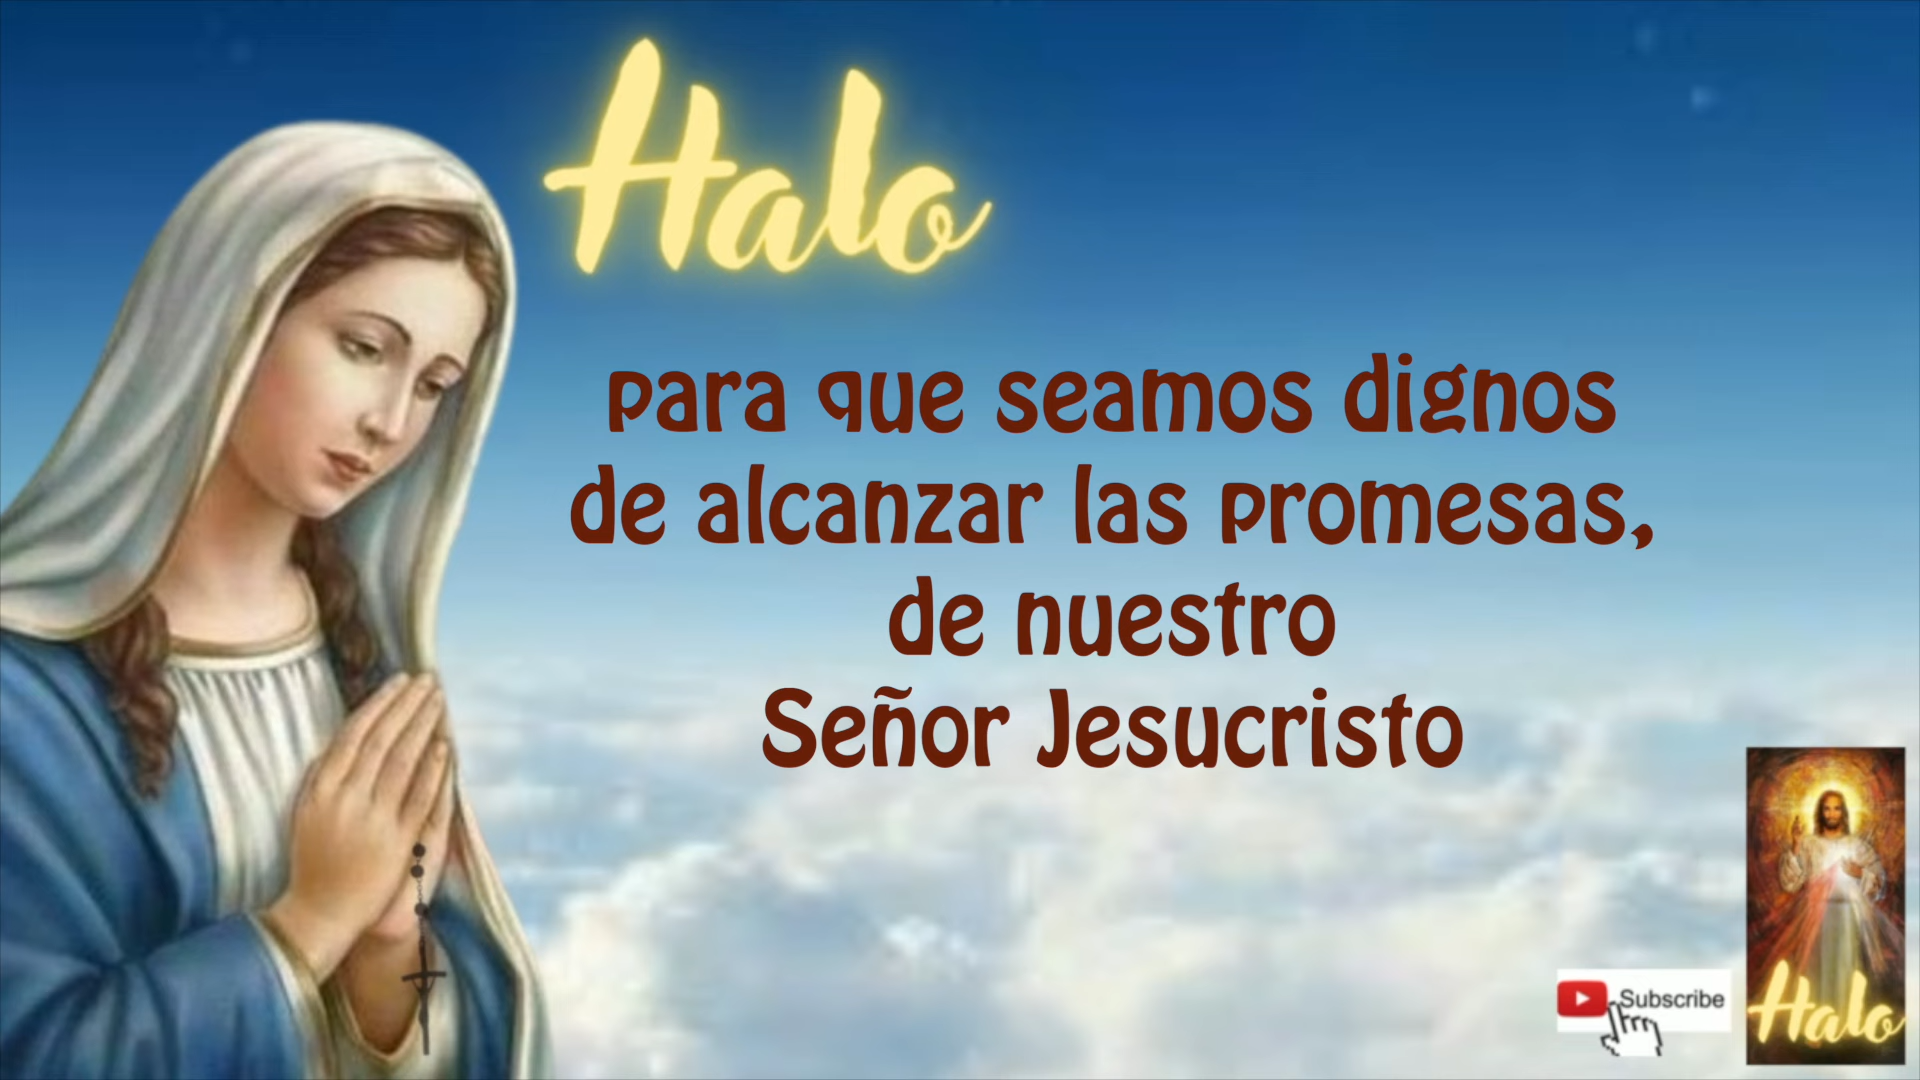 Halo
para que seamos dignos
de alcanzar las promesas,
de nuestro
Señor Jesucristo
Subscribe
Halo